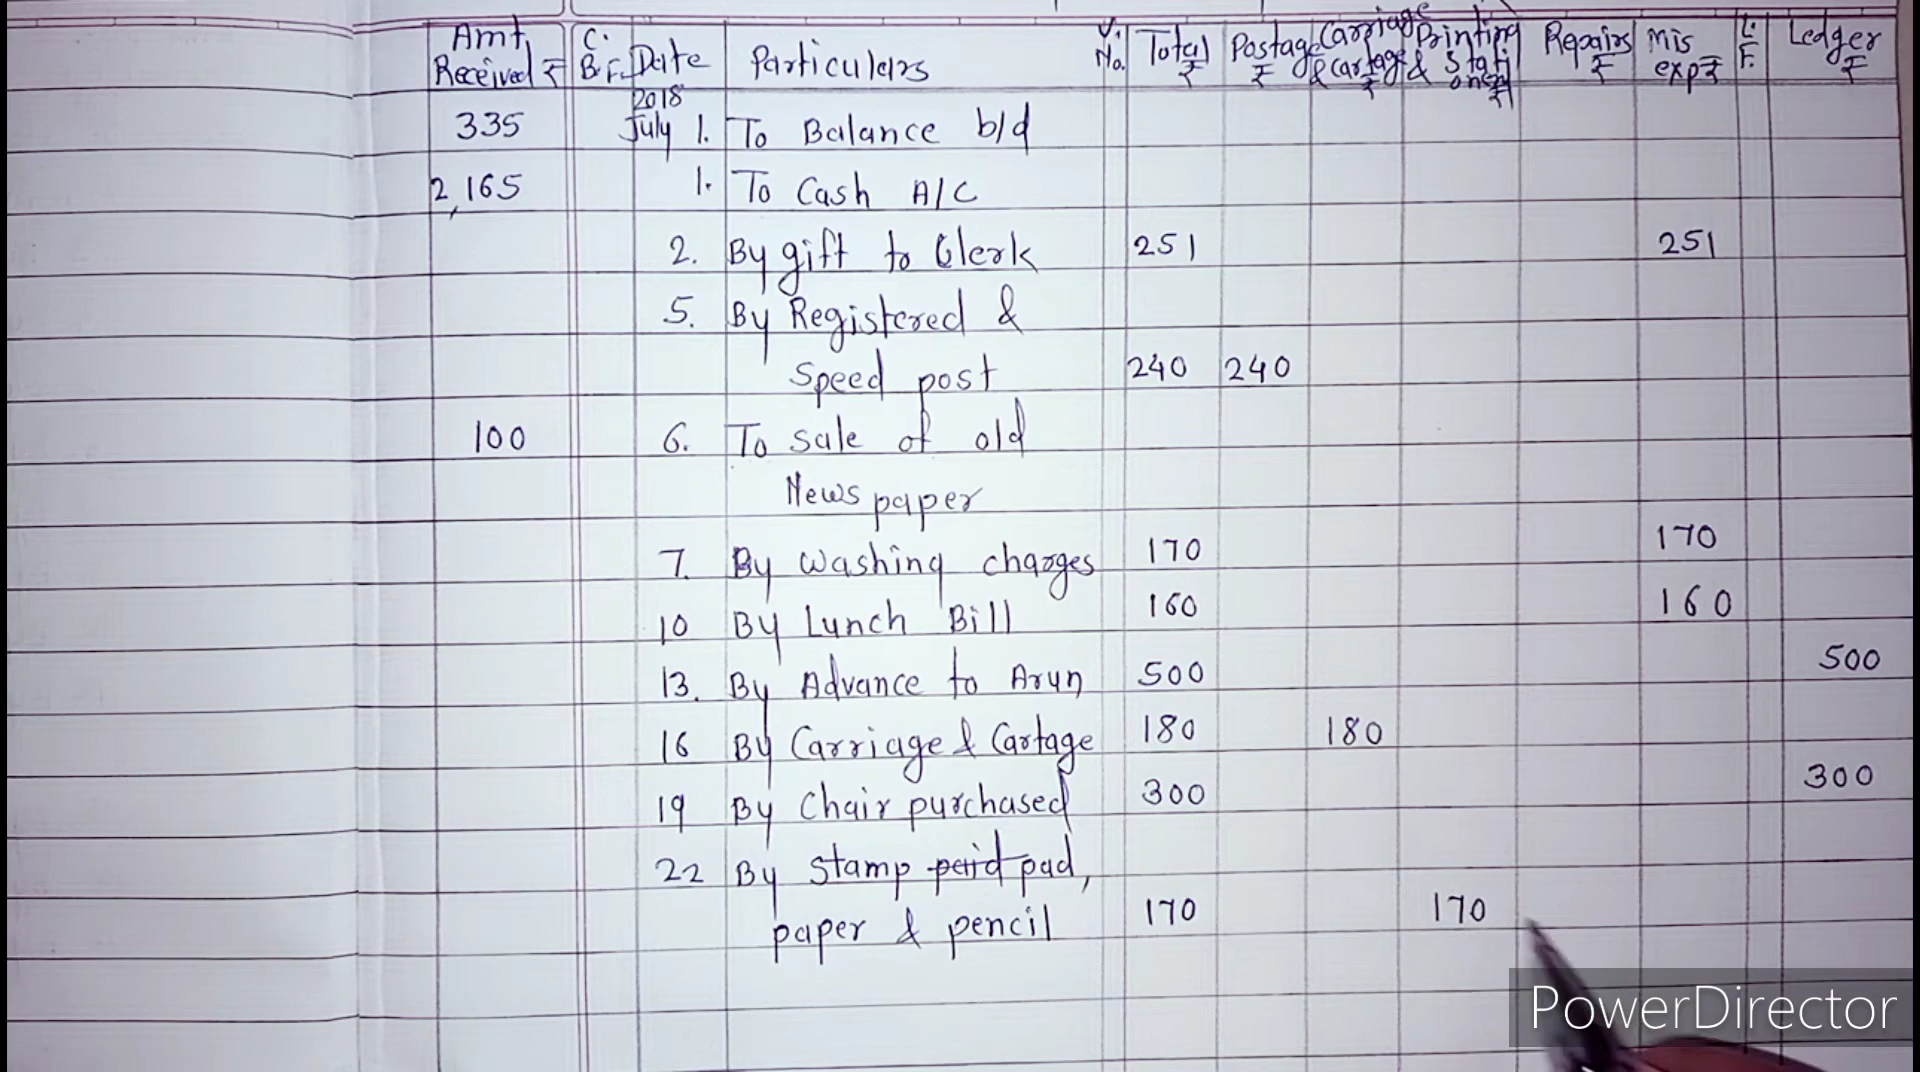 Amt Received ₹ C. B.F. Date Particulars V. No. Total ₹ Postage ₹ Carriage & Cartage ₹ Printing & Stationery ₹ Repairs ₹ Mis exp ₹ L. F. Ledger ₹
2018
335 July 1. To Balance b/d
2,165 1. To Cash A/C
2. By gift to Clerk 251 251
5. By Registered &
Speed post 240 240
100 6. To sale of old
News paper
7. By Washing charges 170 170
10 By Lunch Bill 160 160
13. By Advance to Arun 500 500
16 By Carriage & Cartage 180 180
19 By Chair purchased 300 300
22 By Stamp paid pad,
paper & pencil 170 170
PowerDirector